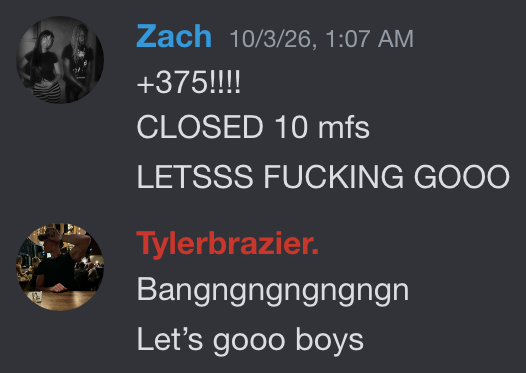 Zach 10/3/26, 1:07 AM
+375!!!!
CLOSED 10 mfs
LETSSS FUCKING GOOO
Tylerbrazier.
Bangngngngngngn
Let’s gooo boys